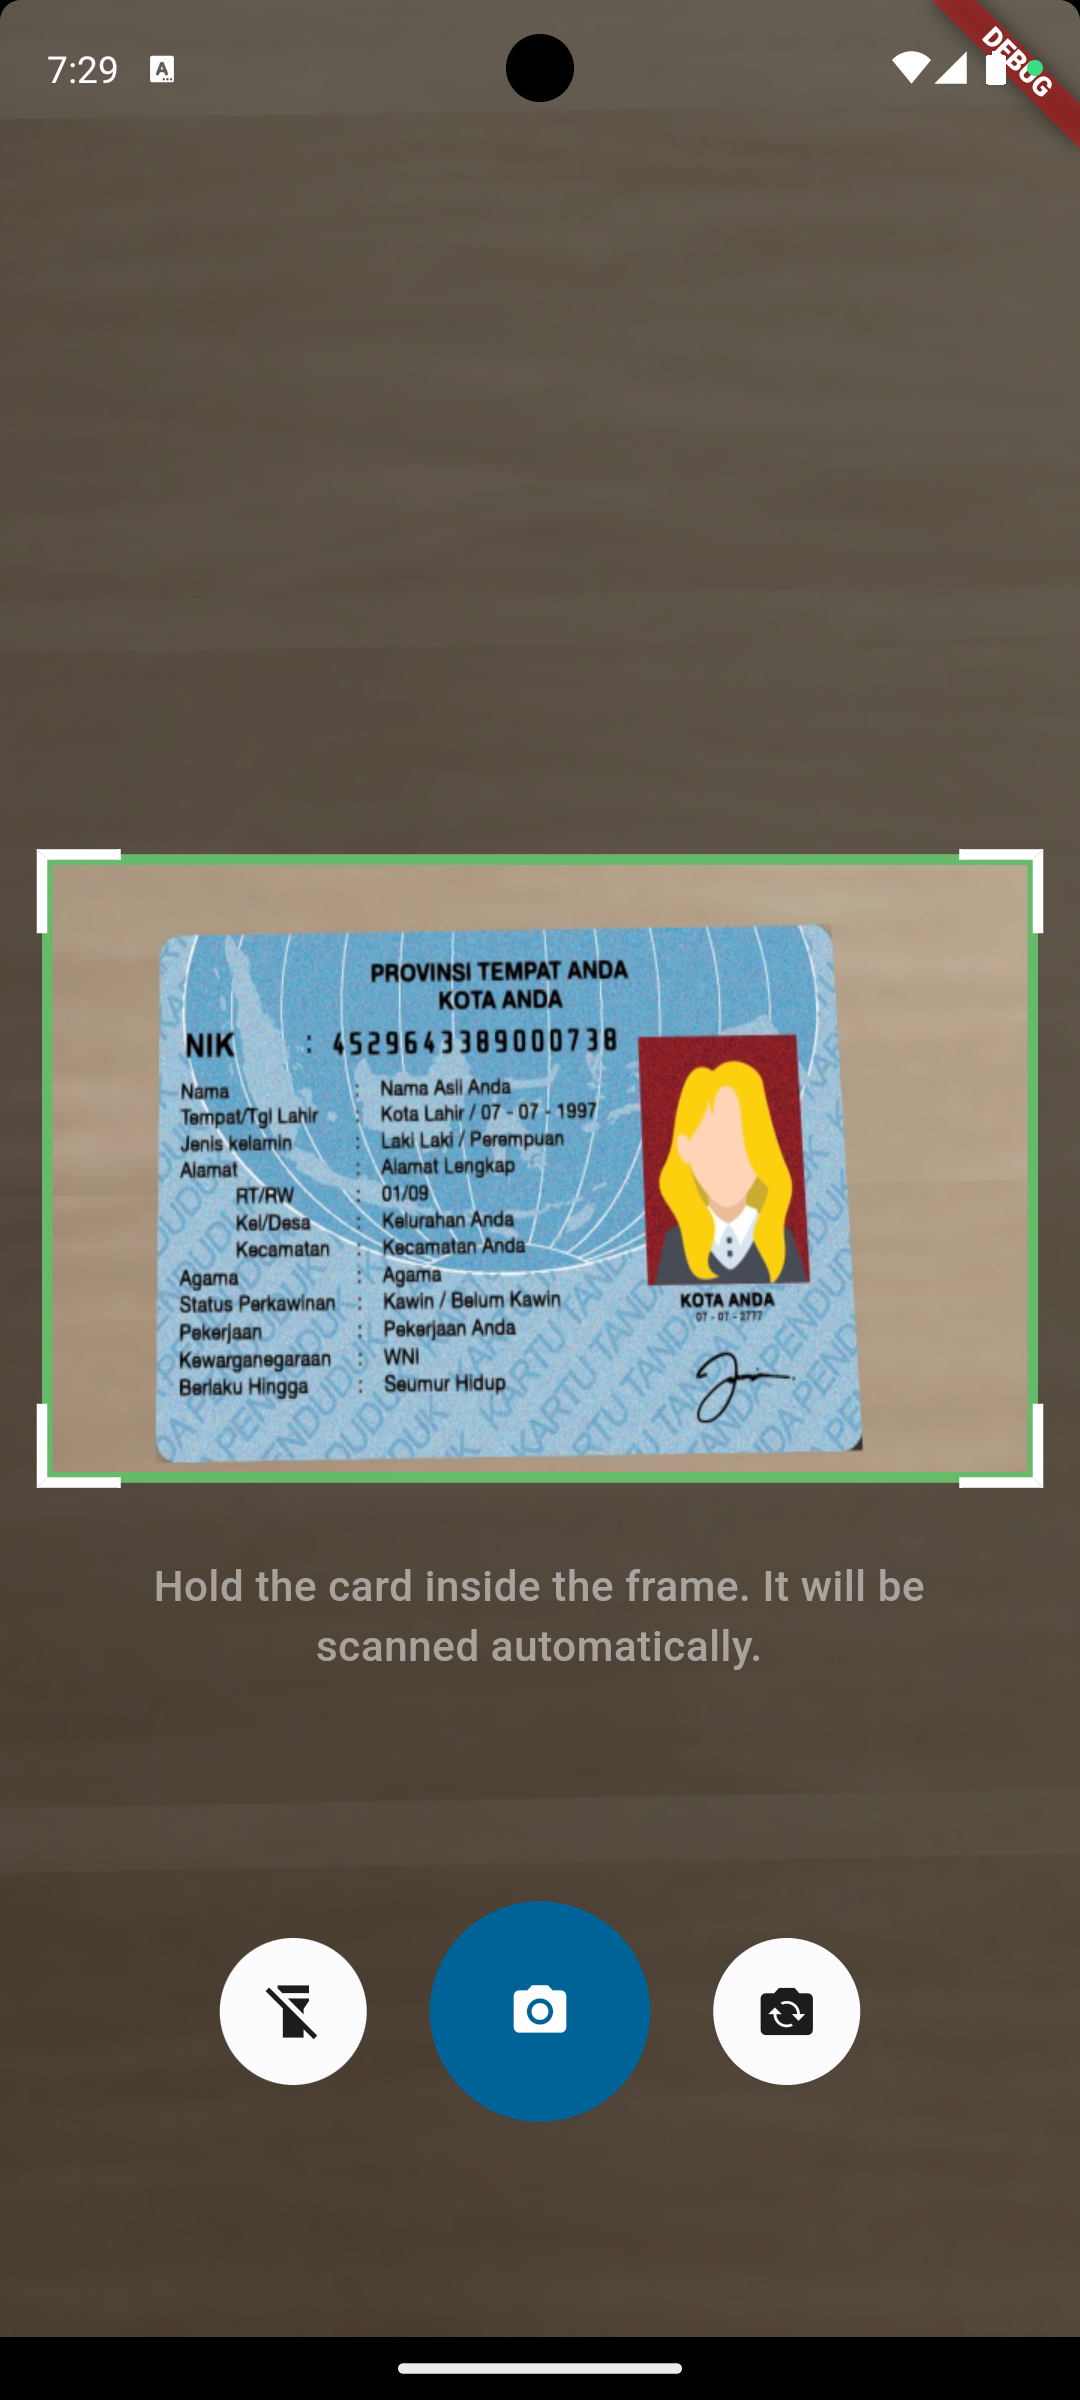 7:29
A
DEBUG
PROVINSI TEMPAT ANDA
KOTA ANDA
NIK : 4529643389000738
Nama : Nama Asli Anda
Tempat/Tgl Lahir : Kota Lahir / 07 - 07 - 1997
Jenis kelamin : Laki Laki / Perempuan
Alamat : Alamat Lengkap
RT/RW : 01/09
Kel/Desa : Kelurahan Anda
Kecamatan : Kecamatan Anda
Agama : Agama
Status Perkawinan : Kawin / Belum Kawin
Pekerjaan : Pekerjaan Anda
Kewarganegaraan : WNI
Berlaku Hingga : Seumur Hidup
KOTA ANDA
07 - 07 - 2777
Hold the card inside the frame. It will be
scanned automatically.